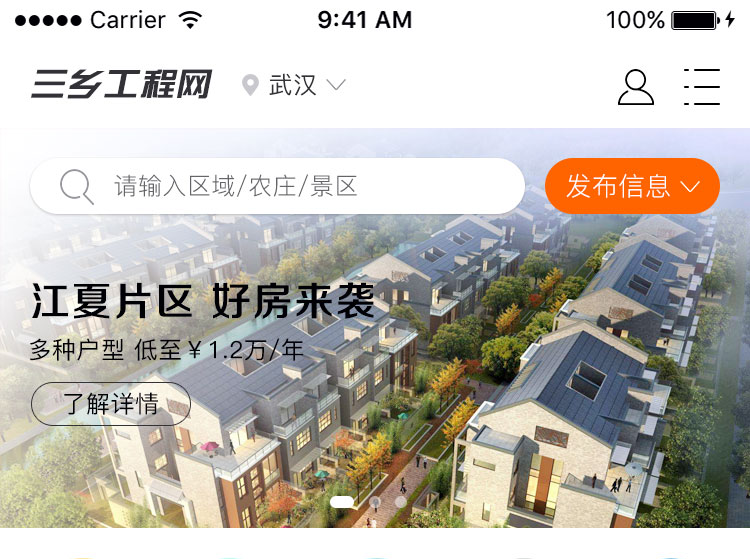 ●●●●● Carrier 9:41 AM 100%
三乡工程网 武汉
请输入区域/农庄/景区 发布信息
江夏片区 好房来袭
多种户型 低至￥1.2万/年
了解详情